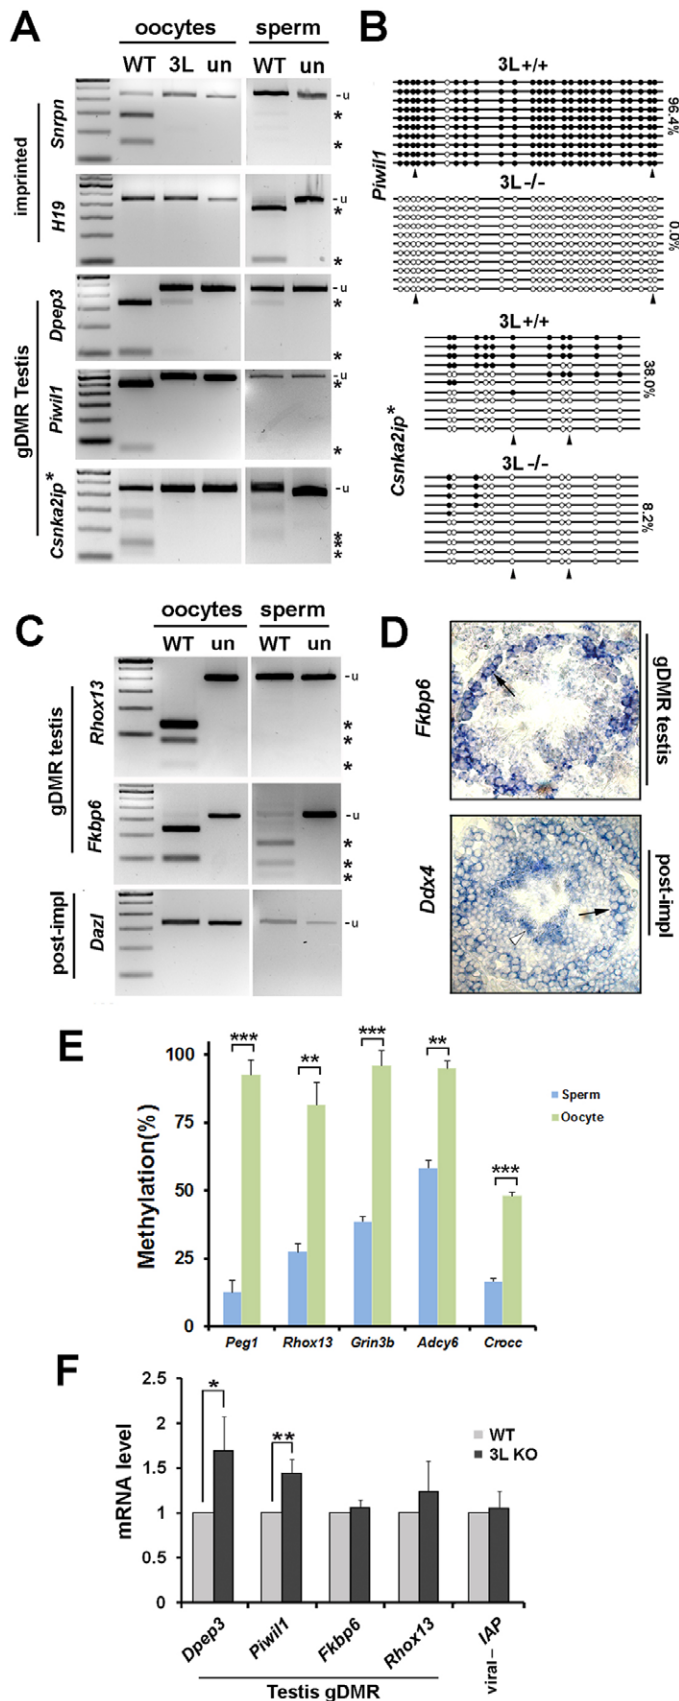 A
oocytes sperm
WT 3L un WT un
imprinted
Snrpn
-u
*
*
H19
-u
*
*
gDMR Testis
Dpep3
-u
*
*
Piwil1
-u
*
*
Csnka2ip*
-u
*
*
*
B
3L+/+
Piwil1
96.4%
3L-/-
0.0%
3L+/+
Csnka2ip*
38.0%
3L-/-
8.2%
C
oocytes sperm
WT un WT un
gDMR testis
Rhox13
-u
*
*
*
Fkbp6
-u
*
*
*
post-impl
Dazl
-u
D
Fkbp6
gDMR testis
Ddx4
post-impl
E
Methylation(%)
100
75
50
25
0
*** ** *** ** ***
Sperm
Oocyte
Peg1 Rhox13 Grin3b Adcy6 Crocc
F
mRNA level
2.5
2
1.5
1
0.5
0
* **
WT
3L KO
Dpep3 Piwil1 Fkbp6 Rhox13 viral– IAP
Testis gDMR